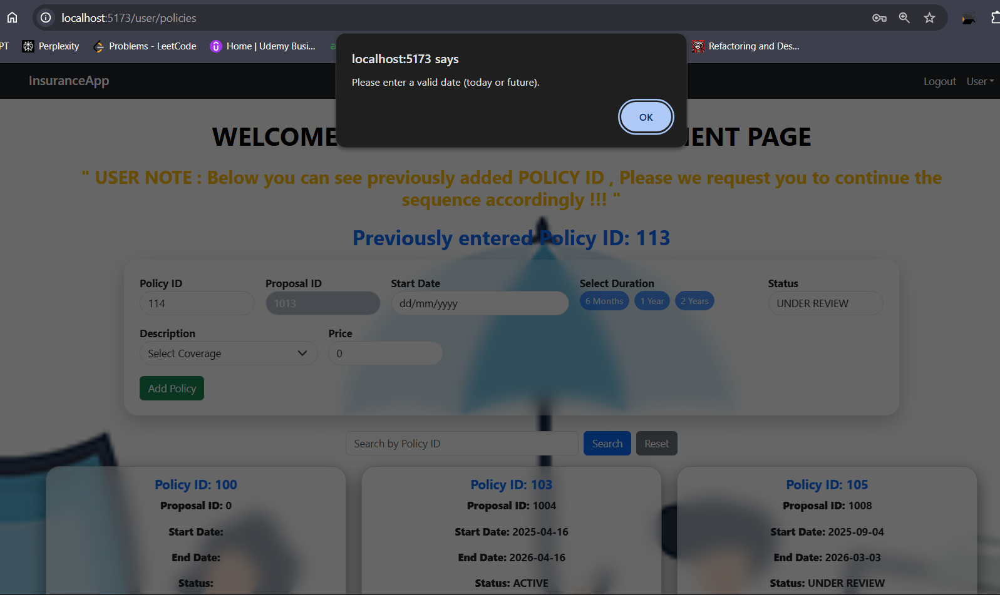 localhost:5173/user/policies
PT Perplexity Problems - LeetCode Home | Udemy Busi... Refactoring and Des...
localhost:5173 says
Please enter a valid date (today or future).
OK
InsuranceApp Logout User
WELCOME ENT PAGE
" USER NOTE : Below you can see previously added POLICY ID , Please we request you to continue the
sequence accordingly !!! "
Previously entered Policy ID: 113
Policy ID Proposal ID Start Date Select Duration Status
114 1013 dd/mm/yyyy 6 Months 1 Year 2 Years UNDER REVIEW
Description Price
Select Coverage 0
Add Policy
Search by Policy ID Search Reset
Policy ID: 100
Proposal ID: 0
Start Date:
End Date:
Status:
Policy ID: 103
Proposal ID: 1004
Start Date: 2025-04-16
End Date: 2026-04-16
Status: ACTIVE
Policy ID: 105
Proposal ID: 1008
Start Date: 2025-09-04
End Date: 2026-03-03
Status: UNDER REVIEW